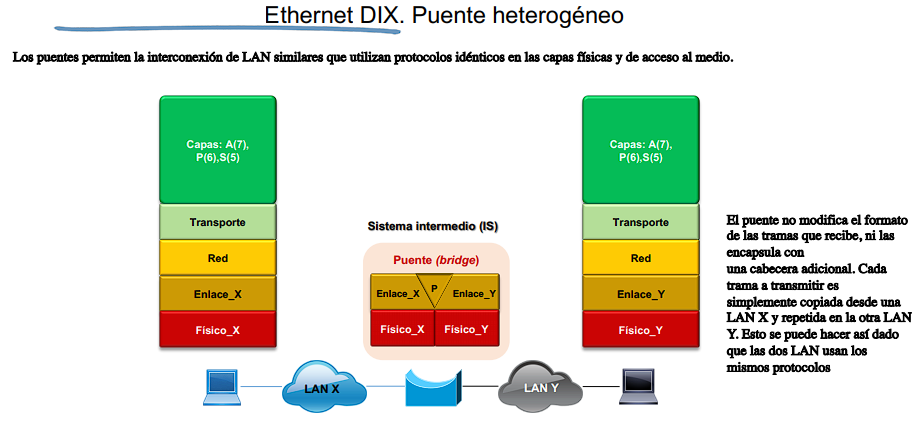 Ethernet DIX. Puente heterogéneo
Los puentes permiten la interconexión de LAN similares que utilizan protocolos idénticos en las capas físicas y de acceso al medio.
Capas: A(7),
P(6),S(5)
Transporte
Red
Enlace_X
Físico_X
Sistema intermedio (IS)
Puente (bridge)
Enlace_X
P
Enlace_Y
Físico_X
Físico_Y
Capas: A(7),
P(6),S(5)
Transporte
Red
Enlace_Y
Físico_Y
El puente no modifica el formato
de las tramas que recibe, ni las
encapsula con
una cabecera adicional. Cada
trama a transmitir es
simplemente copiada desde una
LAN X y repetida en la otra LAN
Y. Esto se puede hacer así dado
que las dos LAN usan los
mismos protocolos
LAN X
LAN Y